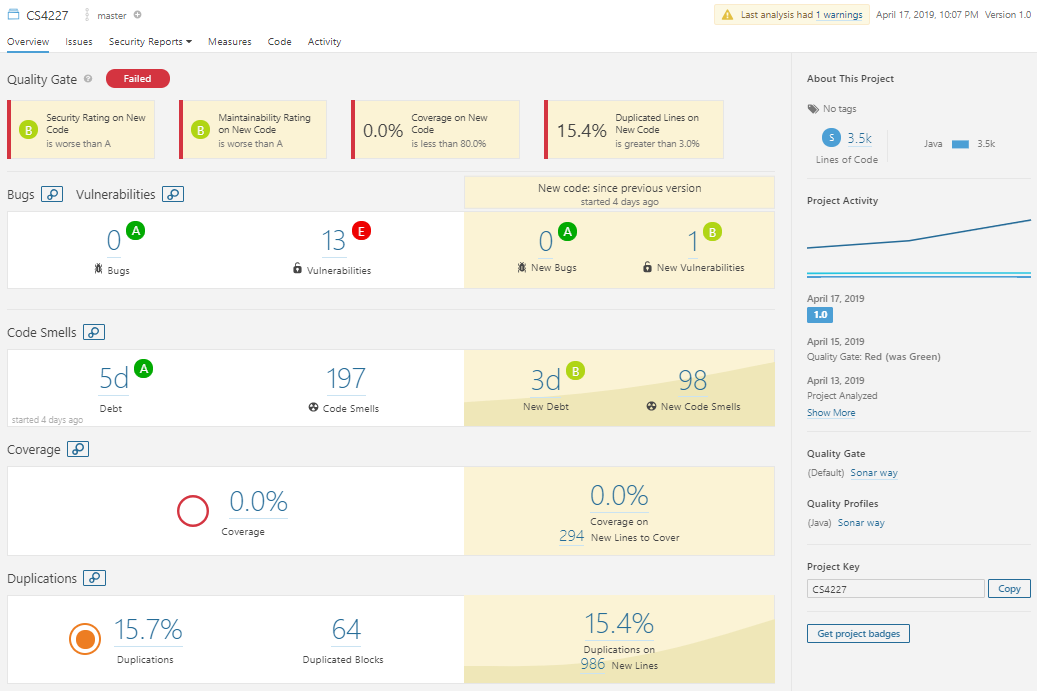 CS4227 master
Last analysis had 1 warnings April 17, 2019, 10:07 PM Version 1.0
Overview Issues Security Reports Measures Code Activity
Quality Gate ? Failed
B Security Rating on New
Code
is worse than A
B Maintainability Rating
on New Code
is worse than A
0.0% Coverage on New
Code
is less than 80.0%
15.4% Duplicated Lines on
New Code
is greater than 3.0%
Bugs Vulnerabilities
New code: since previous version
started 4 days ago
0 A
Bugs
13 E
Vulnerabilities
0 A
New Bugs
1 B
New Vulnerabilities
Code Smells
5d A
Debt
197
Code Smells
started 4 days ago
3d B
New Debt
98
New Code Smells
Coverage
0.0%
Coverage
0.0%
Coverage on
294 New Lines to Cover
Duplications
15.7%
Duplications
64
Duplicated Blocks
15.4%
Duplications on
986 New Lines
About This Project
No tags
S 3.5k
Lines of Code
Java 3.5k
Project Activity
April 17, 2019
1.0
April 15, 2019
Quality Gate: Red (was Green)
April 13, 2019
Project Analyzed
Show More
Quality Gate
(Default) Sonar way
Quality Profiles
(Java) Sonar way
Project Key
CS4227 Copy
Get project badges